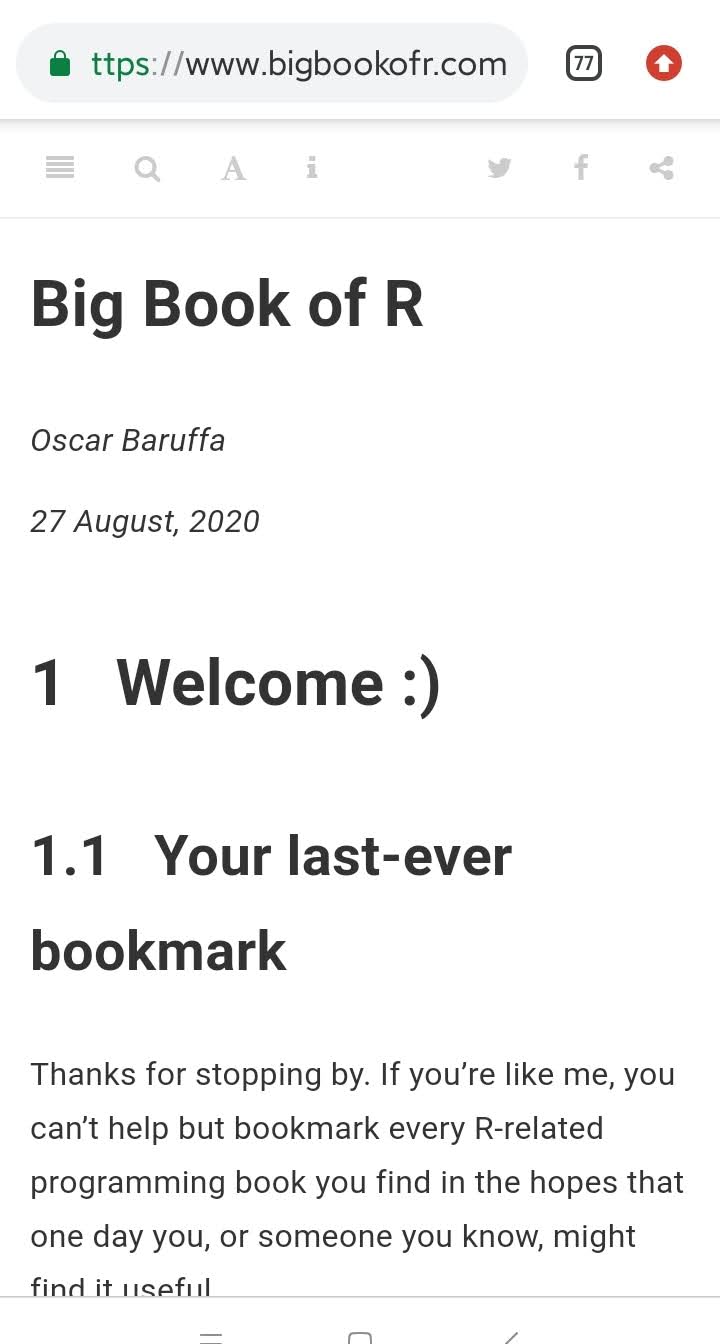 ttps://www.bigbookofr.com
77
Big Book of R
Oscar Baruffa
27 August, 2020
1 Welcome :)
1.1 Your last-ever
bookmark
Thanks for stopping by. If you’re like me, you
can’t help but bookmark every R-related
programming book you find in the hopes that
one day you, or someone you know, might
find it useful